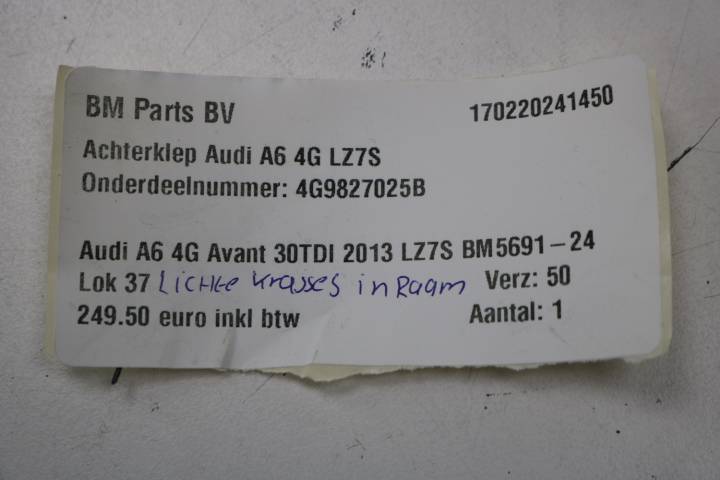 BM Parts BV 170220241450
Achterklep Audi A6 4G LZ7S
Onderdeelnummer: 4G9827025B
Audi A6 4G Avant 30TDI 2013 LZ7S BM5691-24
Lok 37 Lichte krasses in Raam Verz: 50
249.50 euro inkl btw Aantal: 1